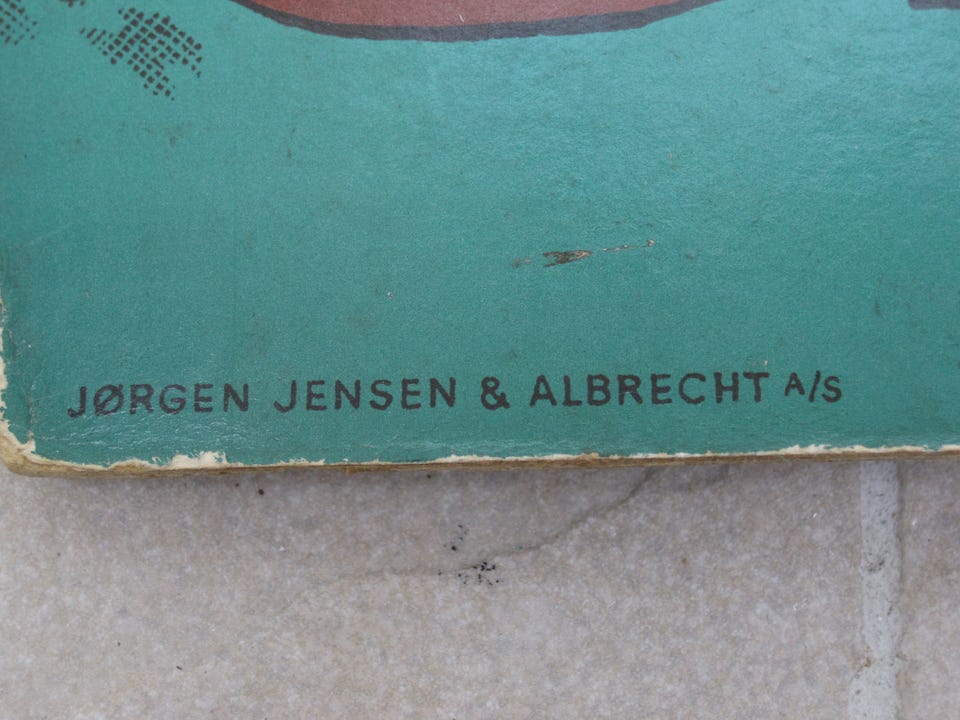 JØRGEN JENSEN & ALBRECHT A/S